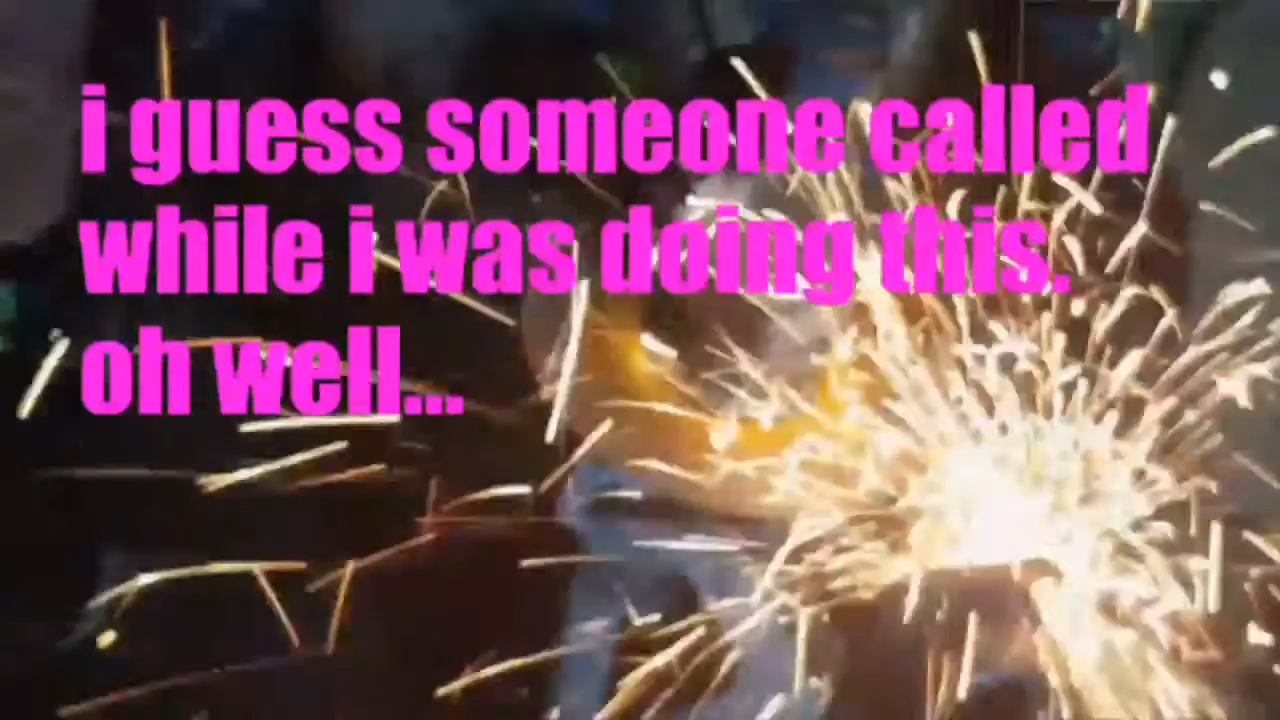 i guess someone called
while i was doing this.
oh well...